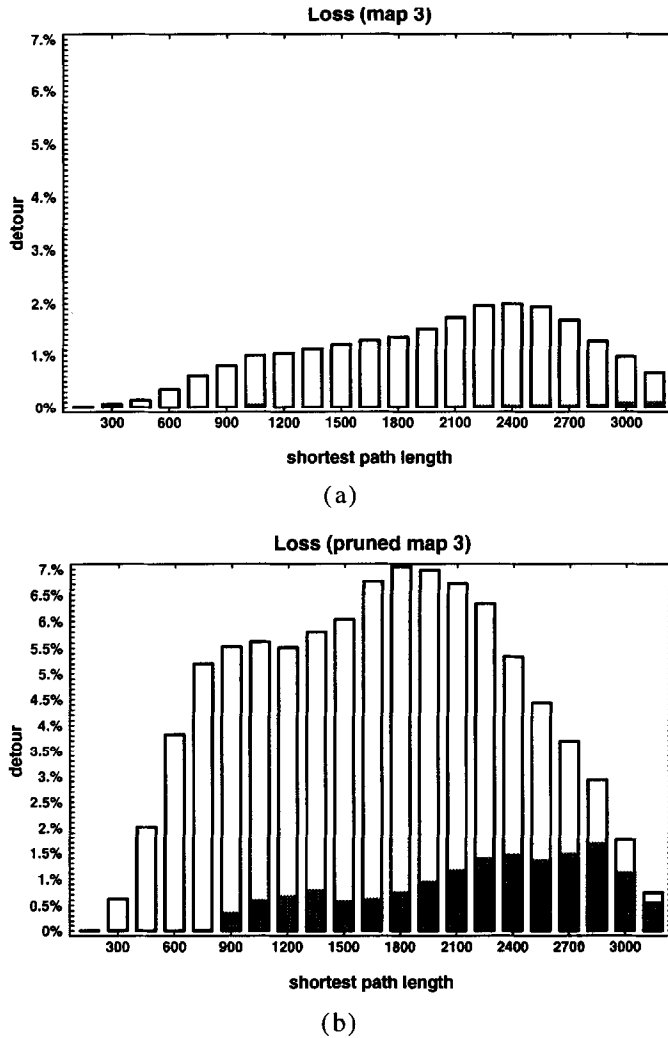 Loss (map 3)
7.%
6.%
5.%
4.%
3.%
2.%
1.%
0%
detour
300 600 900 1200 1500 1800 2100 2400 2700 3000
shortest path length
(a)
Loss (pruned map 3)
7.%
6.5%
6.%
5.5%
5.%
4.5%
4.%
3.5%
3.%
2.5%
2.%
1.5%
1.%
0.5%
0%
detour
300 600 900 1200 1500 1800 2100 2400 2700 3000
shortest path length
(b)